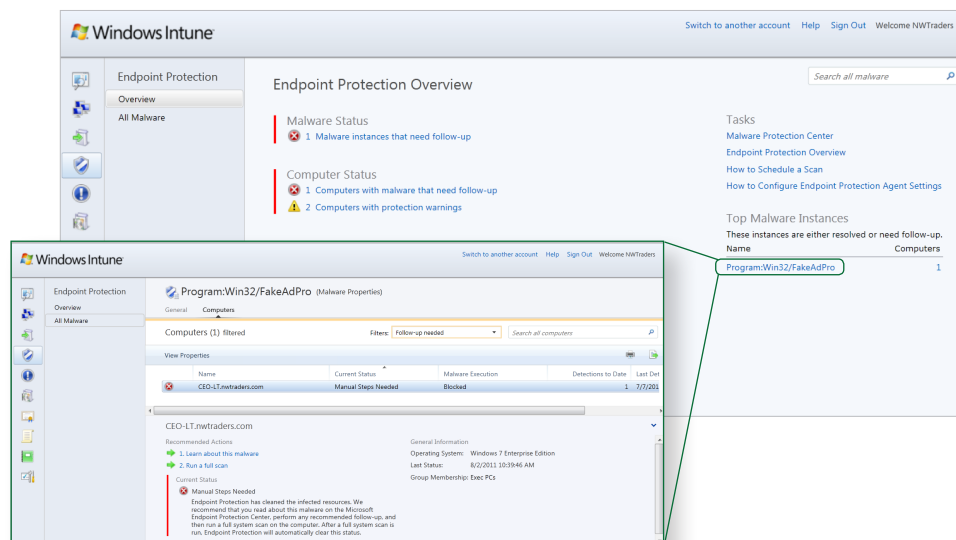 Windows Intune
Switch to another account Help Sign Out Welcome NWTraders
Endpoint Protection
Overview
All Malware
Endpoint Protection Overview
Malware Status
1 Malware instances that need follow-up
Computer Status
1 Computers with malware that need follow-up
2 Computers with protection warnings
Search all malware
Tasks
Malware Protection Center
Endpoint Protection Overview
How to Schedule a Scan
How to Configure Endpoint Protection Agent Settings
Top Malware Instances
These instances are either resolved or need follow-up.
Name Computers
Program:Win32/FakeAdPro 1
Windows Intune
Switch to another account Help Sign Out Welcome NWTraders
Endpoint Protection
Overview
All Malware
Program:Win32/FakeAdPro (Malware Properties)
General Computers
Computers (1) filtered Filters: Follow-up needed Search all computers
View Properties
Name Current Status Malware Execution Detections to Date Last Det
CEO-LT.nwtraders.com Manual Steps Needed Blocked 1 7/7/201
CEO-LT.nwtraders.com
Recommended Actions
1. Learn about this malware
2. Run a full scan
Current Status
Manual Steps Needed
Endpoint Protection has cleaned the infected resources. We
recommend that you read about this malware on the Microsoft
Endpoint Protection Center, perform any recommended follow-up, and
then run a full system scan on the computer. After a full system scan is
run, Endpoint Protection will automatically clear this status.
General Information
Operating System: Windows 7 Enterprise Edition
Last Status: 8/2/2011 10:39:46 AM
Group Membership: Exec PCs